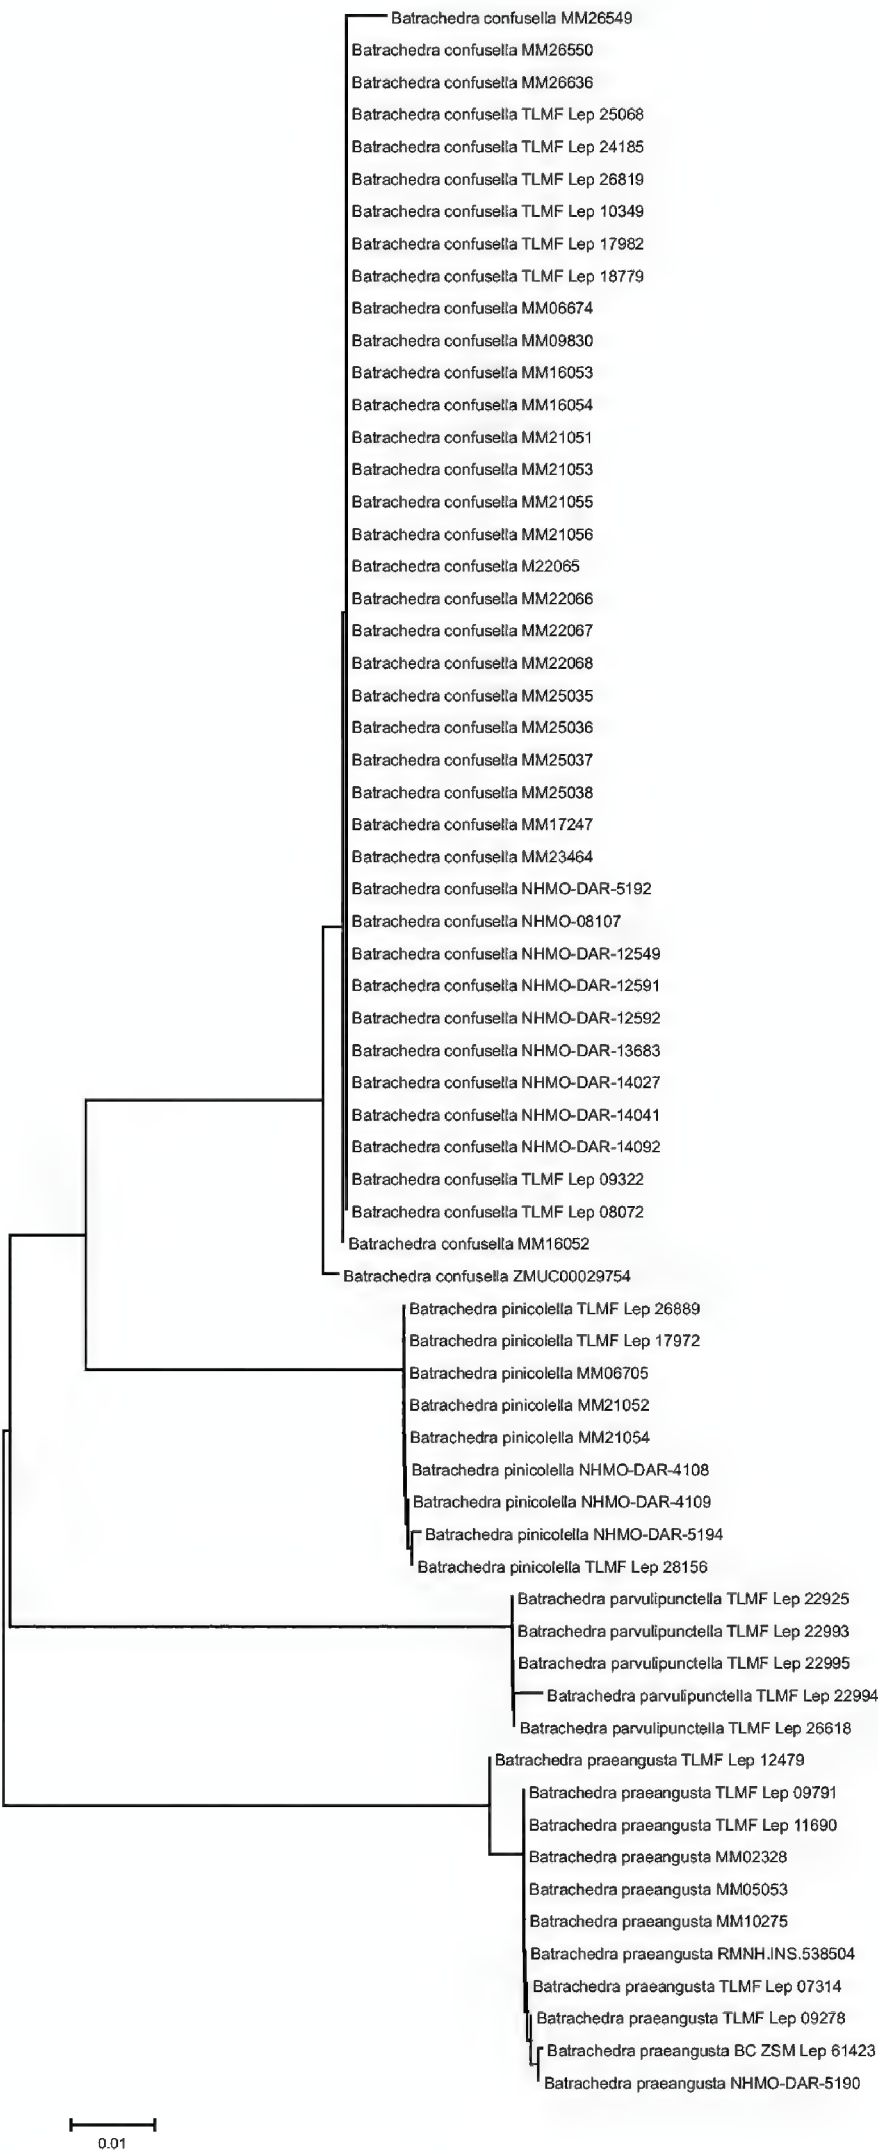 Batrachedra confusella MM26549
Batrachedra confusella MM26550
Batrachedra confusella MM26636
Batrachedra confusella TLMF Lep 25068
Batrachedra confusella TLMF Lep 24185
Batrachedra confusella TLMF Lep 26819
Batrachedra confusella TLMF Lep 10349
Batrachedra confusella TLMF Lep 17982
Batrachedra confusella TLMF Lep 18779
Batrachedra confusella MM06674
Batrachedra confusella MM09830
Batrachedra confusella MM16053
Batrachedra confusella MM16054
Batrachedra confusella MM21051
Batrachedra confusella MM21053
Batrachedra confusella MM21055
Batrachedra confusella MM21056
Batrachedra confusella M22065
Batrachedra confusella MM22066
Batrachedra confusella MM22067
Batrachedra confusella MM22068
Batrachedra confusella MM25035
Batrachedra confusella MM25036
Batrachedra confusella MM25037
Batrachedra confusella MM25038
Batrachedra confusella MM17247
Batrachedra confusella MM23464
Batrachedra confusella NHMO-DAR-5192
Batrachedra confusella NHMO-08107
Batrachedra confusella NHMO-DAR-12549
Batrachedra confusella NHMO-DAR-12591
Batrachedra confusella NHMO-DAR-12592
Batrachedra confusella NHMO-DAR-13683
Batrachedra confusella NHMO-DAR-14027
Batrachedra confusella NHMO-DAR-14041
Batrachedra confusella NHMO-DAR-14092
Batrachedra confusella TLMF Lep 09322
Batrachedra confusella TLMF Lep 08072
Batrachedra confusella MM16052
Batrachedra confusella ZMUC00029754
Batrachedra pinicolella TLMF Lep 26889
Batrachedra pinicolella TLMF Lep 17972
Batrachedra pinicolella MM06705
Batrachedra pinicolella MM21052
Batrachedra pinicolella MM21054
Batrachedra pinicolella NHMO-DAR-4108
Batrachedra pinicolella NHMO-DAR-4109
Batrachedra pinicolella NHMO-DAR-5194
Batrachedra pinicolella TLMF Lep 28156
Batrachedra parvulipunctella TLMF Lep 22925
Batrachedra parvulipunctella TLMF Lep 22993
Batrachedra parvulipunctella TLMF Lep 22995
Batrachedra parvulipunctella TLMF Lep 22994
Batrachedra parvulipunctella TLMF Lep 26618
Batrachedra praeangusta TLMF Lep 12479
Batrachedra praeangusta TLMF Lep 09791
Batrachedra praeangusta TLMF Lep 11690
Batrachedra praeangusta MM02328
Batrachedra praeangusta MM05053
Batrachedra praeangusta MM10275
Batrachedra praeangusta RMNH.INS.538504
Batrachedra praeangusta TLMF Lep 07314
Batrachedra praeangusta TLMF Lep 09278
Batrachedra praeangusta BC ZSM Lep 61423
Batrachedra praeangusta NHMO-DAR-5190
0.01